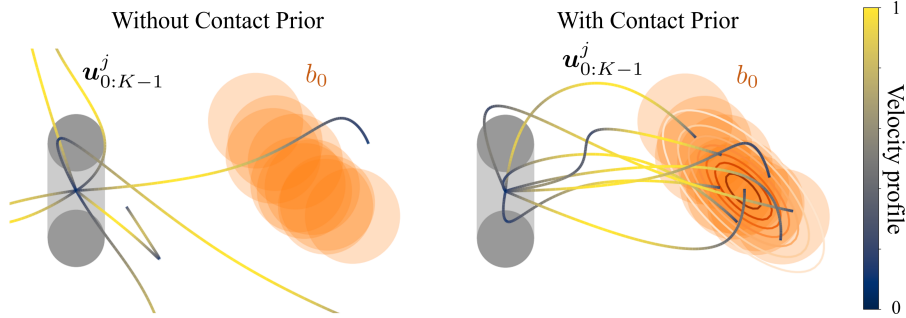 Without Contact Prior
With Contact Prior
1
u^j_{0:K−1}
b_0
u^j_{0:K−1}
b_0
Velocity profile
0